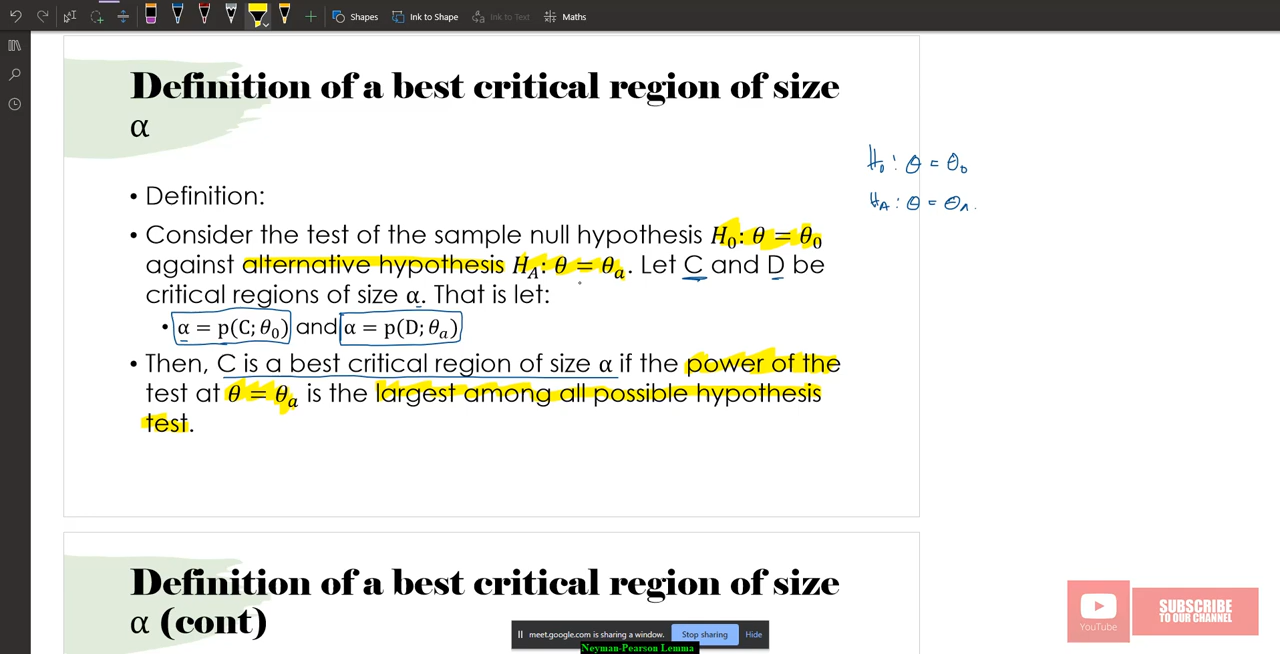 Shapes
Ink to Shape
Ink to Text
Maths
Definition of a best critical region of size
α
• Definition:
• Consider the test of the sample null hypothesis H₀: θ = θ₀
against alternative hypothesis H_A: θ = θₐ. Let C and D be
critical regions of size α. That is let:
• α = p(C; θ₀) and α = p(D; θₐ)
• Then, C is a best critical region of size α if the power of the
test at θ = θₐ is the largest among all possible hypothesis
test.
H₀: θ = θ₀
H_A: θ = θ_A.
Definition of a best critical region of size
α (cont)
YouTube
SUBSCRIBE
TO OUR CHANNEL
meet.google.com is sharing a window.
Stop sharing
Hide
Neyman-Pearson Lemma